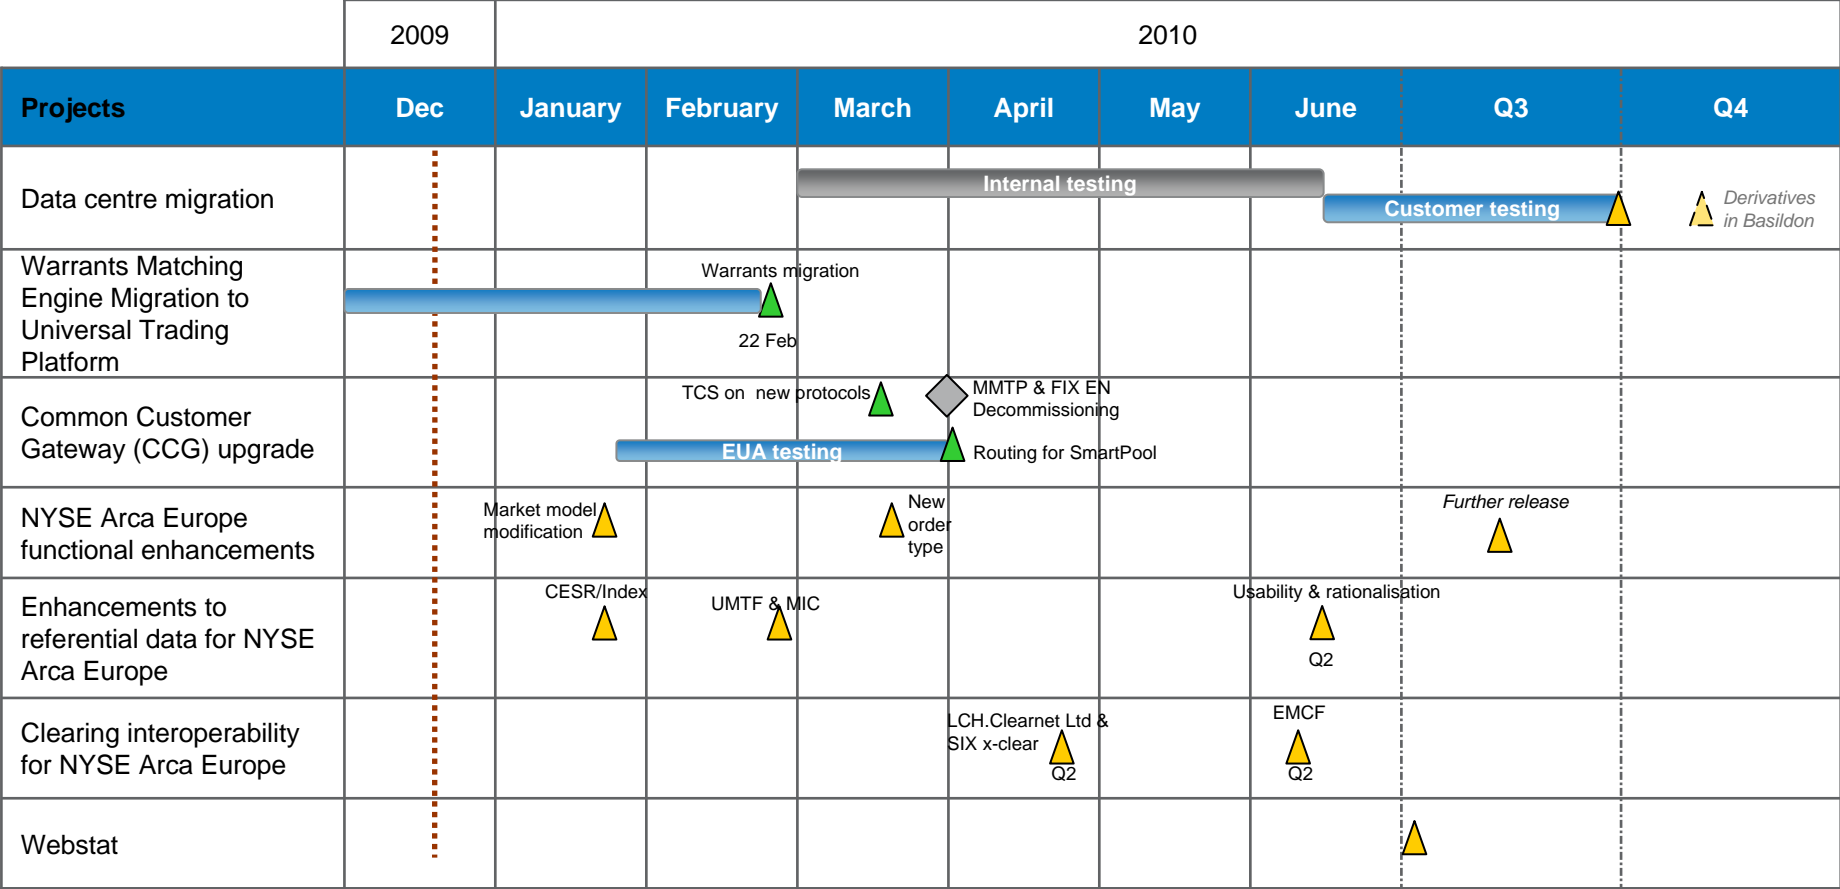 2009
2010
Projects
Dec
January
February
March
April
May
June
Q3
Q4
Data centre migration
Internal testing
Customer testing
Derivatives
in Basildon
Warrants Matching
Engine Migration to
Universal Trading
Platform
Warrants migration
22 Feb
Common Customer
Gateway (CCG) upgrade
TCS on new protocols
MMTP & FIX EN
Decommissioning
EUA testing
Routing for SmartPool
NYSE Arca Europe
functional enhancements
Market model
modification
New
order
type
Further release
Enhancements to
referential data for NYSE
Arca Europe
CESR/Index
UMTF & MIC
Usability & rationalisation
Q2
Clearing interoperability
for NYSE Arca Europe
LCH.Clearnet Ltd &
SIX x-clear
Q2
EMCF
Q2
Webstat